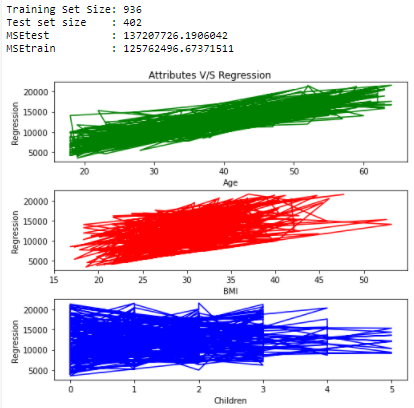 Training Set Size: 936
Test set size : 402
MSEtest : 137207726.1906042
MSEtrain : 125762496.67371511
Attributes V/S Regression
20000
15000
10000
5000
Regression
20 30 40 50 60
Age
20000
15000
10000
5000
Regression
15 20 25 30 35 40 45 50
BMI
20000
15000
10000
5000
Regression
0 1 2 3 4 5
Children